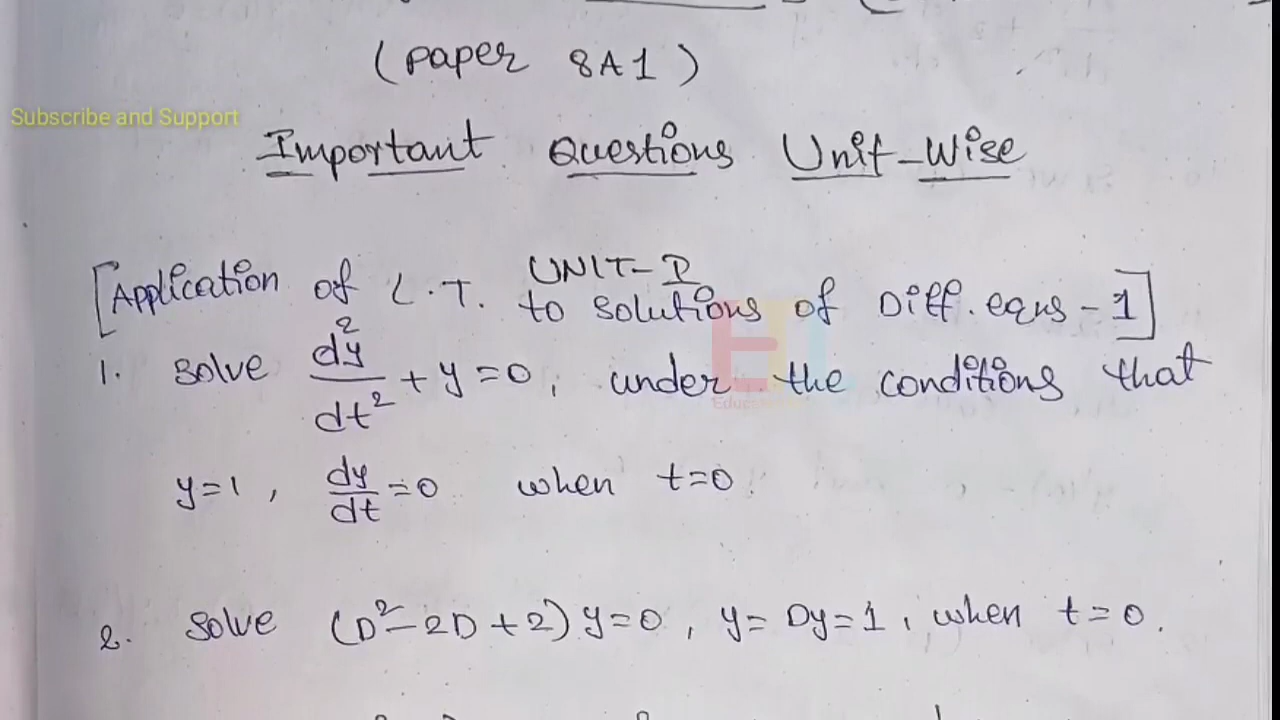 (Paper 8A1)
Subscribe and Support
Important Questions Unit-Wise
UNIT-I
[Application of L.T. to solutions of Diff. eqns-1]
1. Solve d²y/dt² + y = 0, under the conditions that
y=1, dy/dt = 0 when t=0.
2. Solve (D²-2D+2)y=0, y=Dy=1, when t=0.